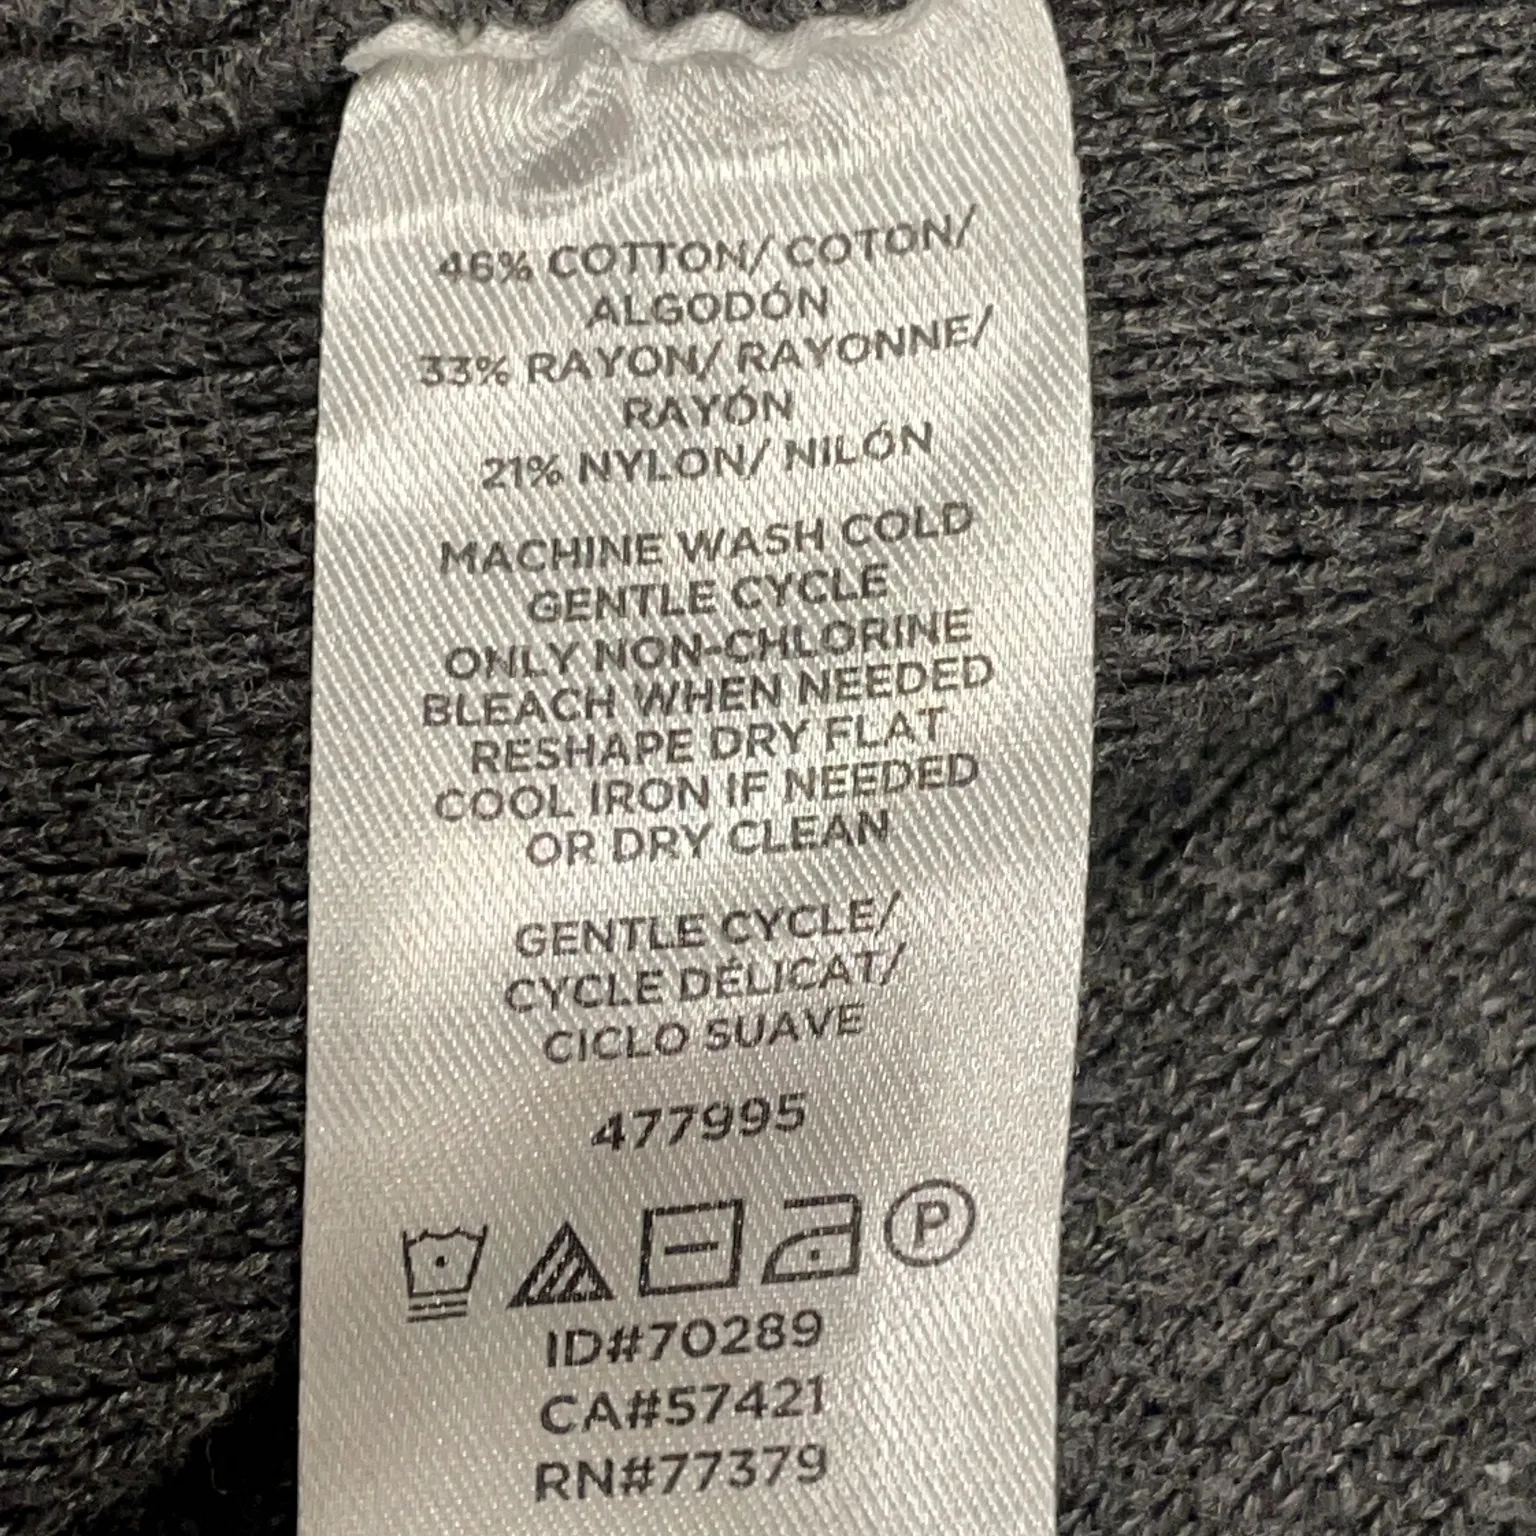 46% COTTON/ COTON/
ALGODÓN
33% RAYON/ RAYONNE/
RAYÓN
21% NYLON/ NILÓN
MACHINE WASH COLD
GENTLE CYCLE
ONLY NON-CHLORINE
BLEACH WHEN NEEDED
RESHAPE DRY FLAT
COOL IRON IF NEEDED
OR DRY CLEAN
GENTLE CYCLE/
CYCLE DÉLICAT/
CICLO SUAVE
477995
P
ID#70289
CA#57421
RN#77379